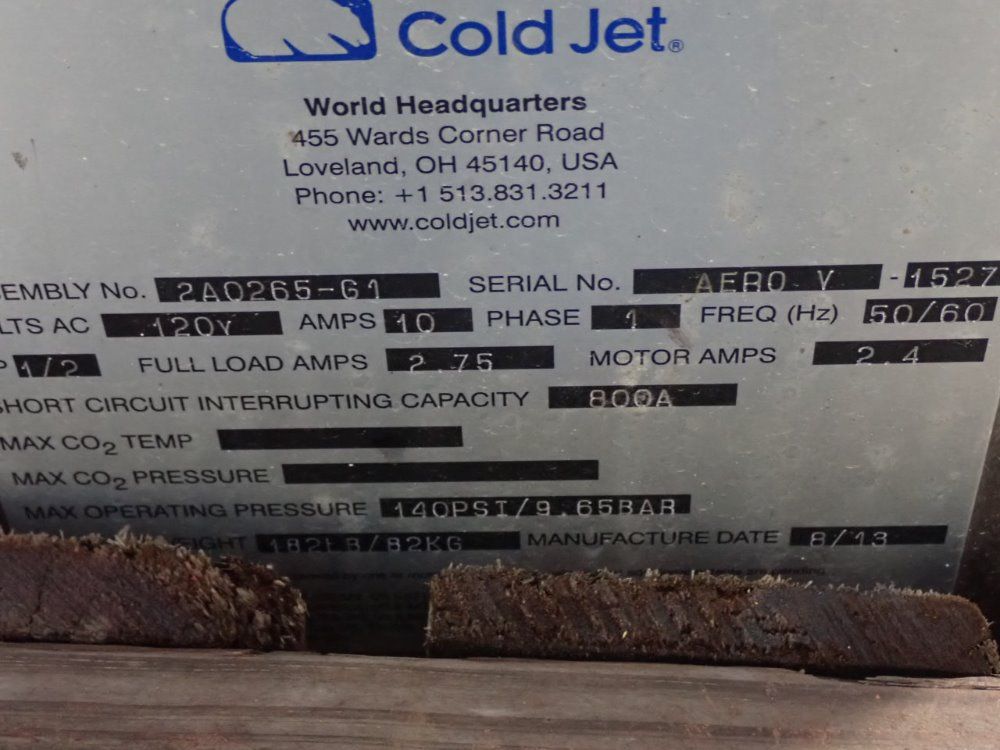 Cold Jet®
World Headquarters
455 Wards Corner Road
Loveland, OH 45140, USA
Phone: +1 513.831.3211
www.coldjet.com
EMBLY No. 2A0265-G1 SERIAL No. AERO V -1527
LTS AC 120V AMPS 10 PHASE 1 FREQ (Hz) 50/60
P 1/2 FULL LOAD AMPS 2.75 MOTOR AMPS 2.4
SHORT CIRCUIT INTERRUPTING CAPACITY 800A
MAX CO2 TEMP
MAX CO2 PRESSURE
MAX OPERATING PRESSURE 140PSI/9.65BAR
WEIGHT 182LB/82KG MANUFACTURE DATE 8/13